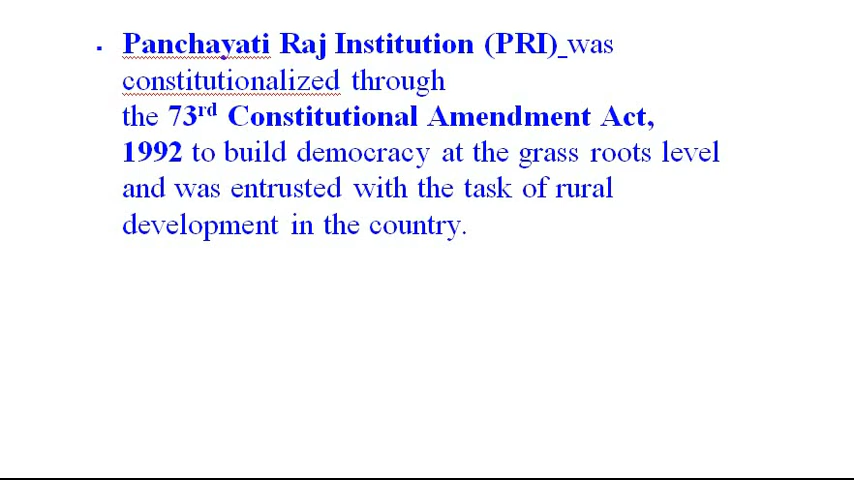 ▪ Panchayati Raj Institution (PRI) was
constitutionalized through
the 73rd Constitutional Amendment Act,
1992 to build democracy at the grass roots level
and was entrusted with the task of rural
development in the country.